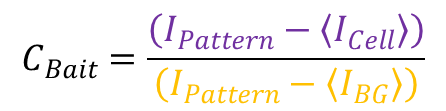 C_Bait = (I_Pattern − ⟨I_Cell⟩) / (I_Pattern − ⟨I_BG⟩)